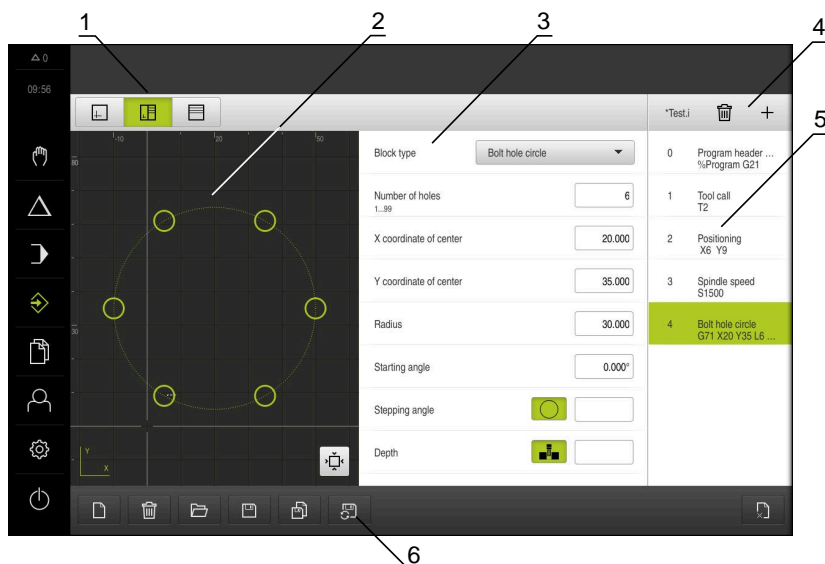 1
2
3
4
5
6
0
09:56
*Test.i
-10
20
50
80
30
Y
X
Block type
Bolt hole circle
Number of holes
1...99
6
X coordinate of center
20.000
Y coordinate of center
35.000
Radius
30.000
Starting angle
0.000°
Stepping angle
Depth
0 Program header ...
%Program G21
1 Tool call
T2
2 Positioning
X6 Y9
3 Spindle speed
S1500
4 Bolt hole circle
G71 X20 Y35 L6 ...